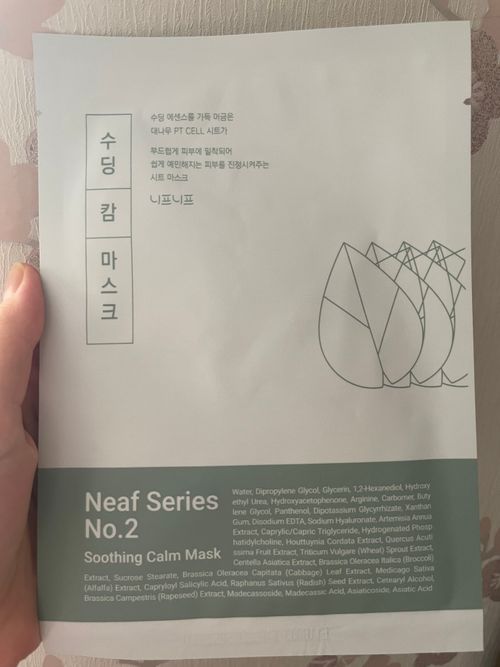 수딩 에센스를 가득 머금은
대나무 PT CELL 시트가
부드럽게 피부에 밀착되어
쉽게 예민해지는 피부를 진정시켜주는
시트 마스크
니프니프
수딩
캄
마스크
Neaf Series
No.2
Soothing Calm Mask
Water, Dipropylene Glycol, Glycerin, 1,2-Hexanediol, Hydroxy
ethyl Urea, Hydroxyacetophenone, Arginine, Carbomer, Buty
lene Glycol, Panthenol, Dipotassium Glycyrrhizate, Xanthan
Gum, Disodium EDTA, Sodium Hyaluronate, Artemisia Annua
Extract, Caprylic/Capric Triglyceride, Hydrogenated Phosp
hatidylcholine, Houttuynia Cordata Extract, Quercus Acuti
ssima Fruit Extract, Triticum Vulgare (Wheat) Sprout Extract,
Centella Asiatica Extract, Brassica Oleracea Italica (Broccoli)
Extract, Sucrose Stearate, Brassica Oleracea Capitata (Cabbage) Leaf Extract, Medicago Sativa
(Alfalfa) Extract, Capryloyl Salicylic Acid, Raphanus Sativus (Radish) Seed Extract, Cetearyl Alcohol,
Brassica Campestris (Rapeseed) Extract, Madecassoside, Madecassic Acid, Asiaticoside, Asiatic Acid